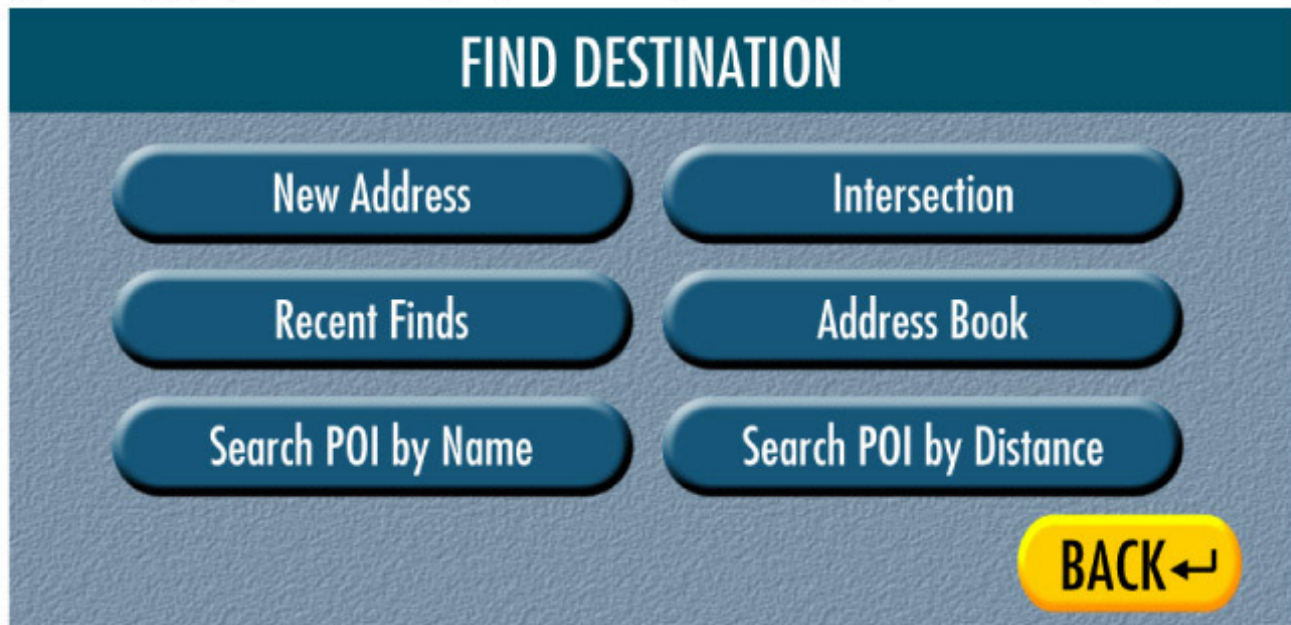 FIND DESTINATION
New Address
Intersection
Recent Finds
Address Book
Search POI by Name
Search POI by Distance
BACK